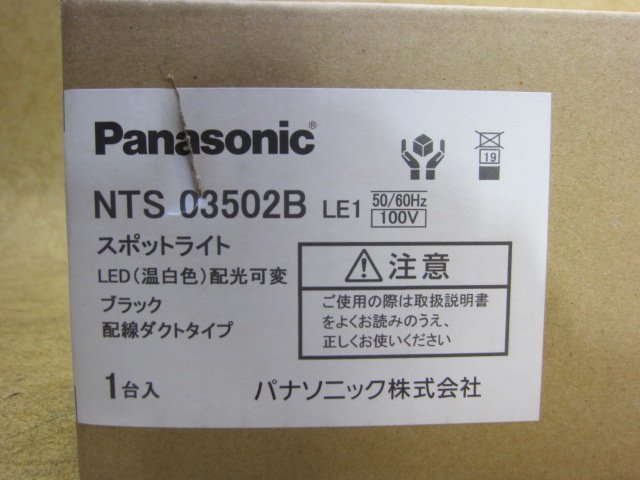 Panasonic®
19
NTS 03502B LE1 50/60Hz 100V
スポットライト
LED(温白色)配光可変
ブラック
配線ダクトタイプ
注意
ご使用の際は取扱説明書
をよくお読みのうえ、
正しくお使いください
1台入
パナソニック株式会社